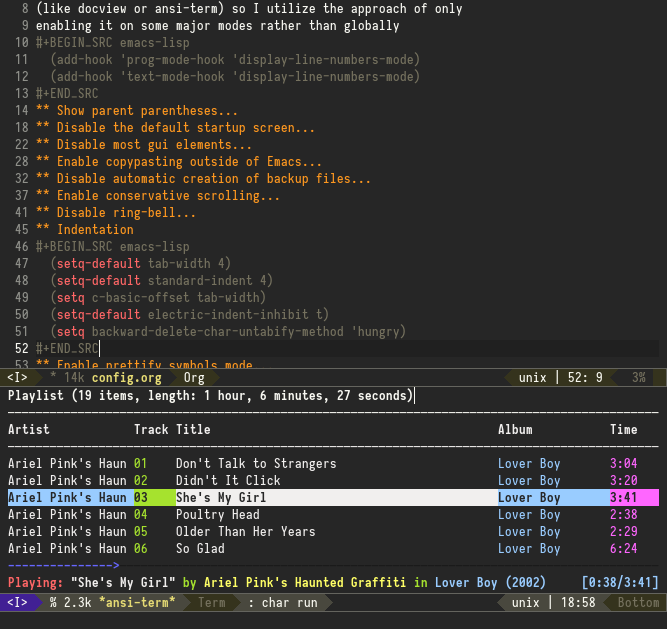 8 (like docview or ansi-term) so I utilize the approach of only
9 enabling it on some major modes rather than globally
10 #+BEGIN_SRC emacs-lisp
11 (add-hook 'prog-mode-hook 'display-line-numbers-mode)
12 (add-hook 'text-mode-hook 'display-line-numbers-mode)
13 #+END_SRC
14 ** Show parent parentheses...
18 ** Disable the default startup screen...
22 ** Disable most gui elements...
28 ** Enable copypasting outside of Emacs...
32 ** Disable automatic creation of backup files...
37 ** Enable conservative scrolling...
41 ** Disable ring-bell...
45 ** Indentation
46 #+BEGIN_SRC emacs-lisp
47 (setq-default tab-width 4)
48 (setq-default standard-indent 4)
49 (setq c-basic-offset tab-width)
50 (setq-default electric-indent-inhibit t)
51 (setq backward-delete-char-untabify-method 'hungry)
52 #+END_SRC
53 ** Enable prettify symbols mode
<I> * 14k config.org Org unix | 52: 9 3%
Playlist (19 items, length: 1 hour, 6 minutes, 27 seconds)
Artist Track Title Album Time
Ariel Pink's Haun 01 Don't Talk to Strangers Lover Boy 3:04
Ariel Pink's Haun 02 Didn't It Click Lover Boy 3:20
Ariel Pink's Haun 03 She's My Girl Lover Boy 3:41
Ariel Pink's Haun 04 Poultry Head Lover Boy 2:38
Ariel Pink's Haun 05 Older Than Her Years Lover Boy 2:29
Ariel Pink's Haun 06 So Glad Lover Boy 6:24
--------------->
Playing: "She's My Girl" by Ariel Pink's Haunted Graffiti in Lover Boy (2002) [0:38/3:41]
<I> % 2.3k *ansi-term* Term : char run unix | 18:58 Bottom